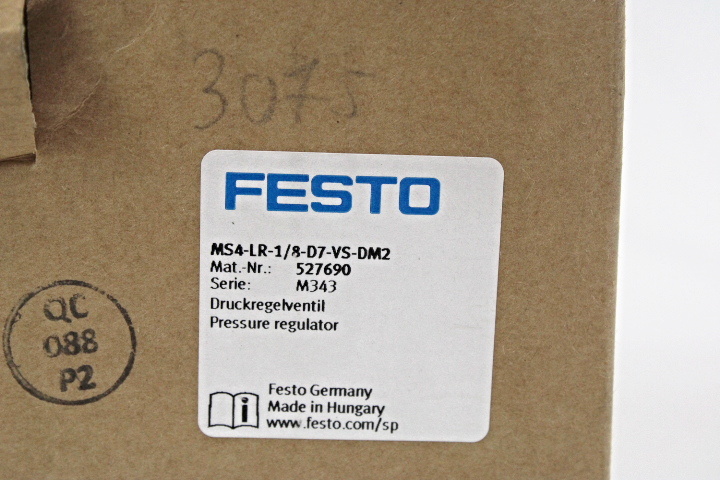 3075
FESTO
MS4-LR-1/8-D7-VS-DM2
Mat.-Nr.: 527690
Serie: M343
Druckregelventil
Pressure regulator
QC
088
P2
i
Festo Germany
Made in Hungary
www.festo.com/sp